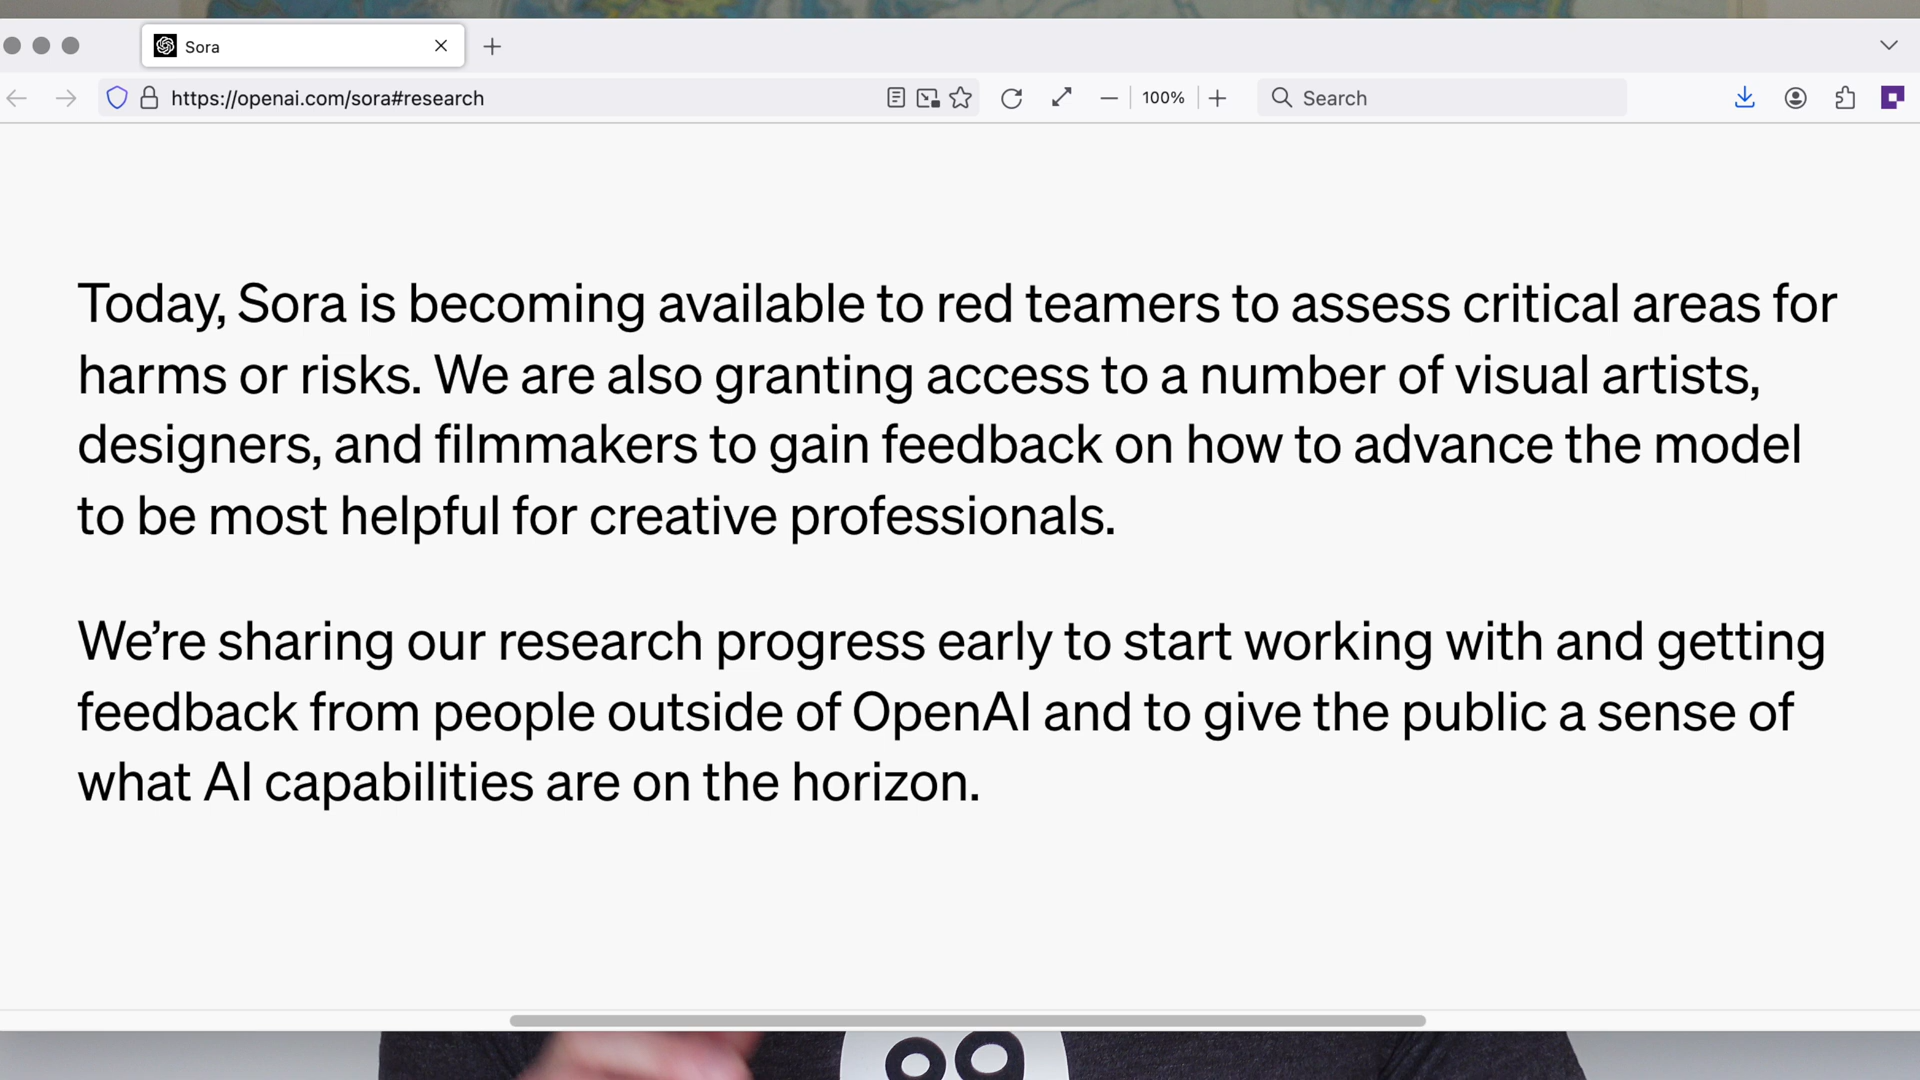 Sora
https://openai.com/sora#research
100%
Search
Today, Sora is becoming available to red teamers to assess critical areas for
harms or risks. We are also granting access to a number of visual artists,
designers, and filmmakers to gain feedback on how to advance the model
to be most helpful for creative professionals.
We’re sharing our research progress early to start working with and getting
feedback from people outside of OpenAI and to give the public a sense of
what AI capabilities are on the horizon.